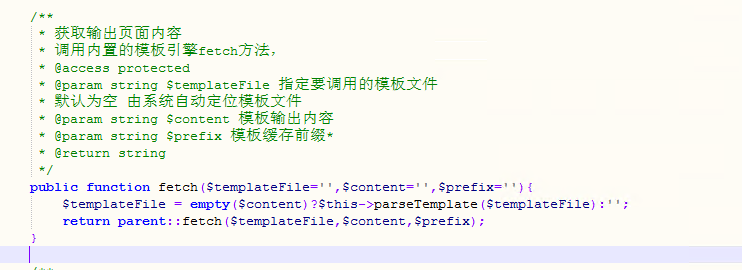 /**
 * 获取输出页面内容
 * 调用内置的模板引擎fetch方法，
 * @access protected
 * @param string $templateFile 指定要调用的模板文件
 * 默认为空 由系统自动定位模板文件
 * @param string $content 模板输出内容
 * @param string $prefix 模板缓存前缀*
 * @return string
 */
public function fetch($templateFile='',$content='',$prefix=''){
    $templateFile = empty($content)?$this->parseTemplate($templateFile):'';
    return parent::fetch($templateFile,$content,$prefix);
}